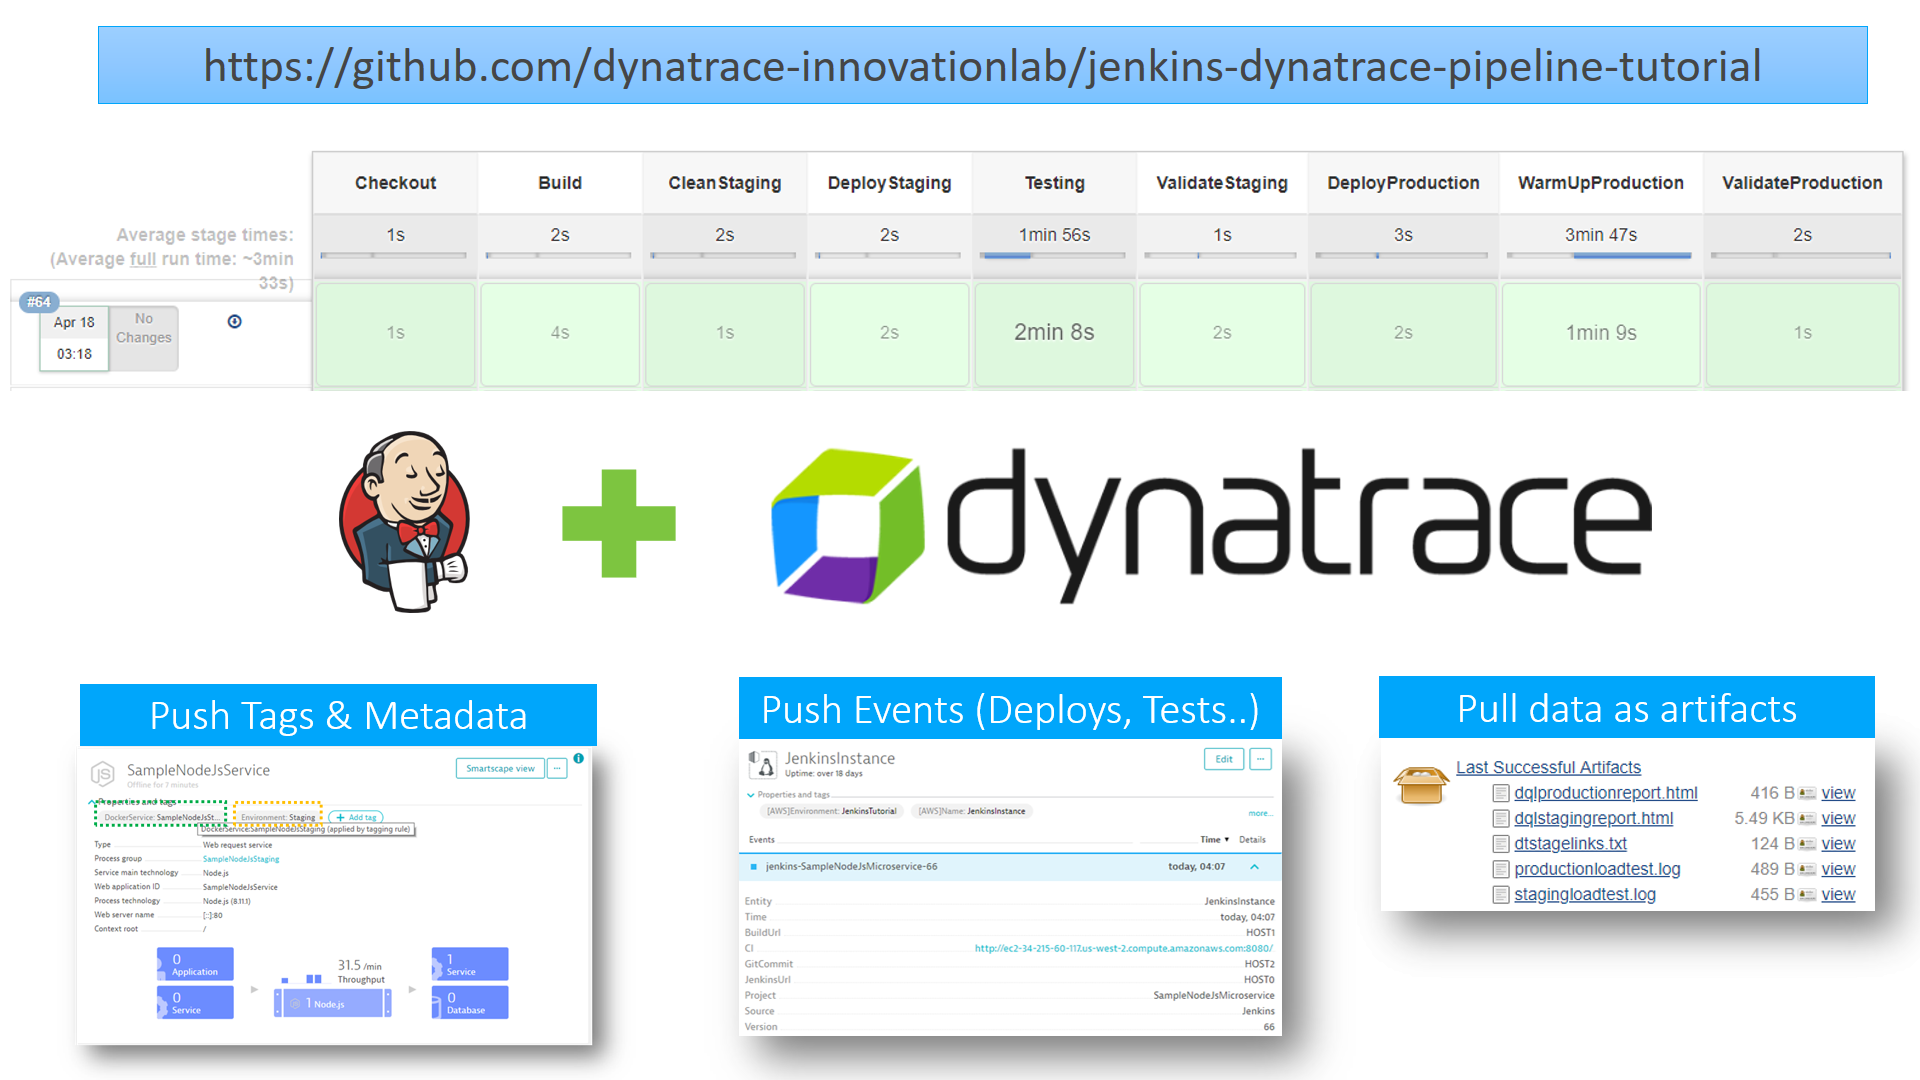 https://github.com/dynatrace-innovationlab/jenkins-dynatrace-pipeline-tutorial
Checkout Build CleanStaging DeployStaging Testing ValidateStaging DeployProduction WarmUpProduction ValidateProduction
Average stage times: 1s 2s 2s 2s 1min 56s 1s 3s 3min 47s 2s
(Average full run time: ~3min
33s)
#64
Apr 18
03:18
No
Changes
1s 4s 1s 2s 2min 8s 2s 2s 1min 9s 1s
dynatrace
Push Tags & Metadata
JS SampleNodeJsService
Offline for 7 minutes
Smartscape view ...
Properties and tags
DockerService: SampleNodeJsSt... Environment: Staging + Add tag
DockerService:SampleNodeJsStaging (applied by tagging rule)
Type Web request service
Process group SampleNodeJsStaging
Service main technology Node.js
Web application ID SampleNodeJsService
Process technology Node.js (8.11.1)
Web server name [::]:80
Context root /
0
Application
0
Service
31.5 /min
Throughput
1 Node.js
1
Service
0
Database
Push Events (Deploys, Tests..)
JenkinsInstance
Uptime: over 18 days
Edit ...
Properties and tags
[AWS]Environment: JenkinsTutorial [AWS]Name: JenkinsInstance
more...
Events Time ▼ Details
jenkins-SampleNodeJsMicroservice-66 today, 04:07
Entity JenkinsInstance
Time today, 04:07
BuildUrl HOST1
CI http://ec2-34-215-60-117.us-west-2.compute.amazonaws.com:8080/
GitCommit HOST2
JenkinsUrl HOST0
Project SampleNodeJsMicroservice
Source Jenkins
Version 66
Pull data as artifacts
Last Successful Artifacts
dqlproductionreport.html 416 B view
dqlstagingreport.html 5.49 KB view
dtstagelinks.txt 124 B view
productionloadtest.log 489 B view
stagingloadtest.log 455 B view